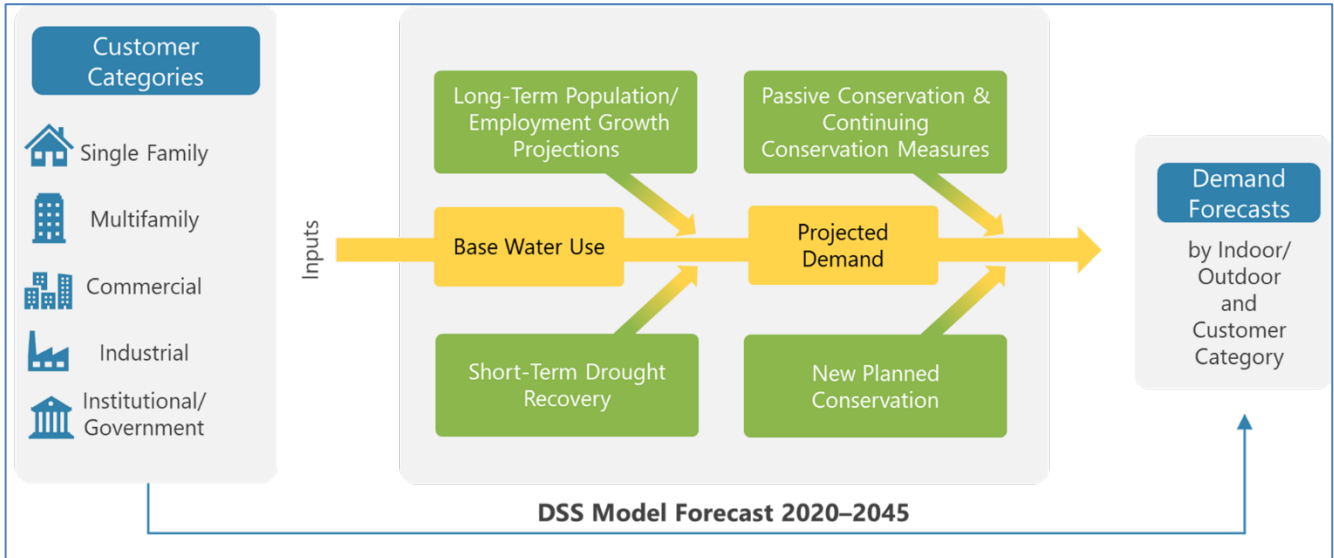 Customer
Categories
Single Family
Multifamily
Commercial
Industrial
Institutional/
Government
Inputs
Long-Term Population/
Employment Growth
Projections
Passive Conservation &
Continuing
Conservation Measures
Base Water Use
Projected
Demand
Short-Term Drought
Recovery
New Planned
Conservation
Demand
Forecasts
by Indoor/
Outdoor
and
Customer
Category
DSS Model Forecast 2020–2045